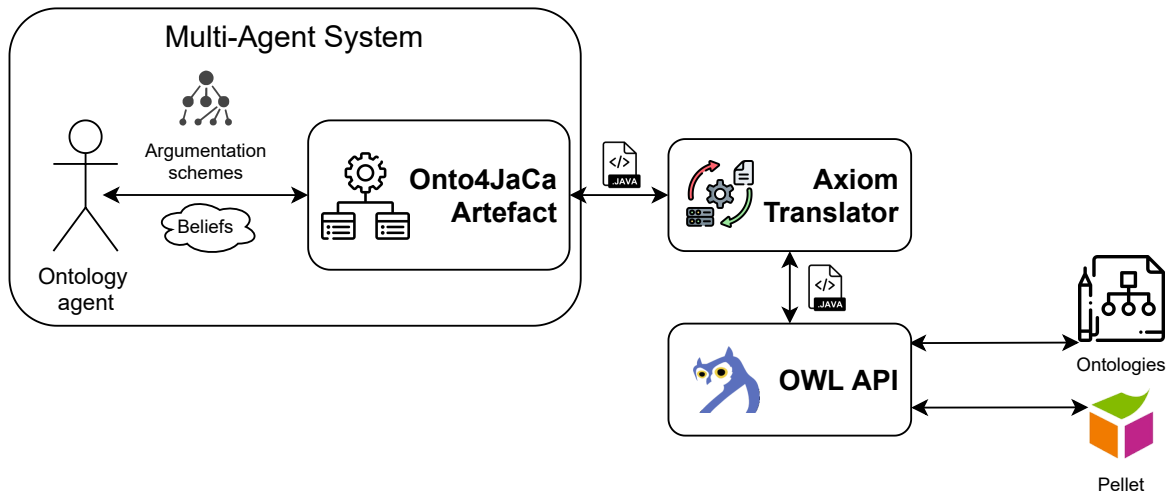 Multi-Agent System
Argumentation
schemes
Beliefs
Ontology
agent
Onto4JaCa
Artefact
</>
.JAVA
Axiom
Translator
</>
.JAVA
OWL API
Ontologies
Pellet